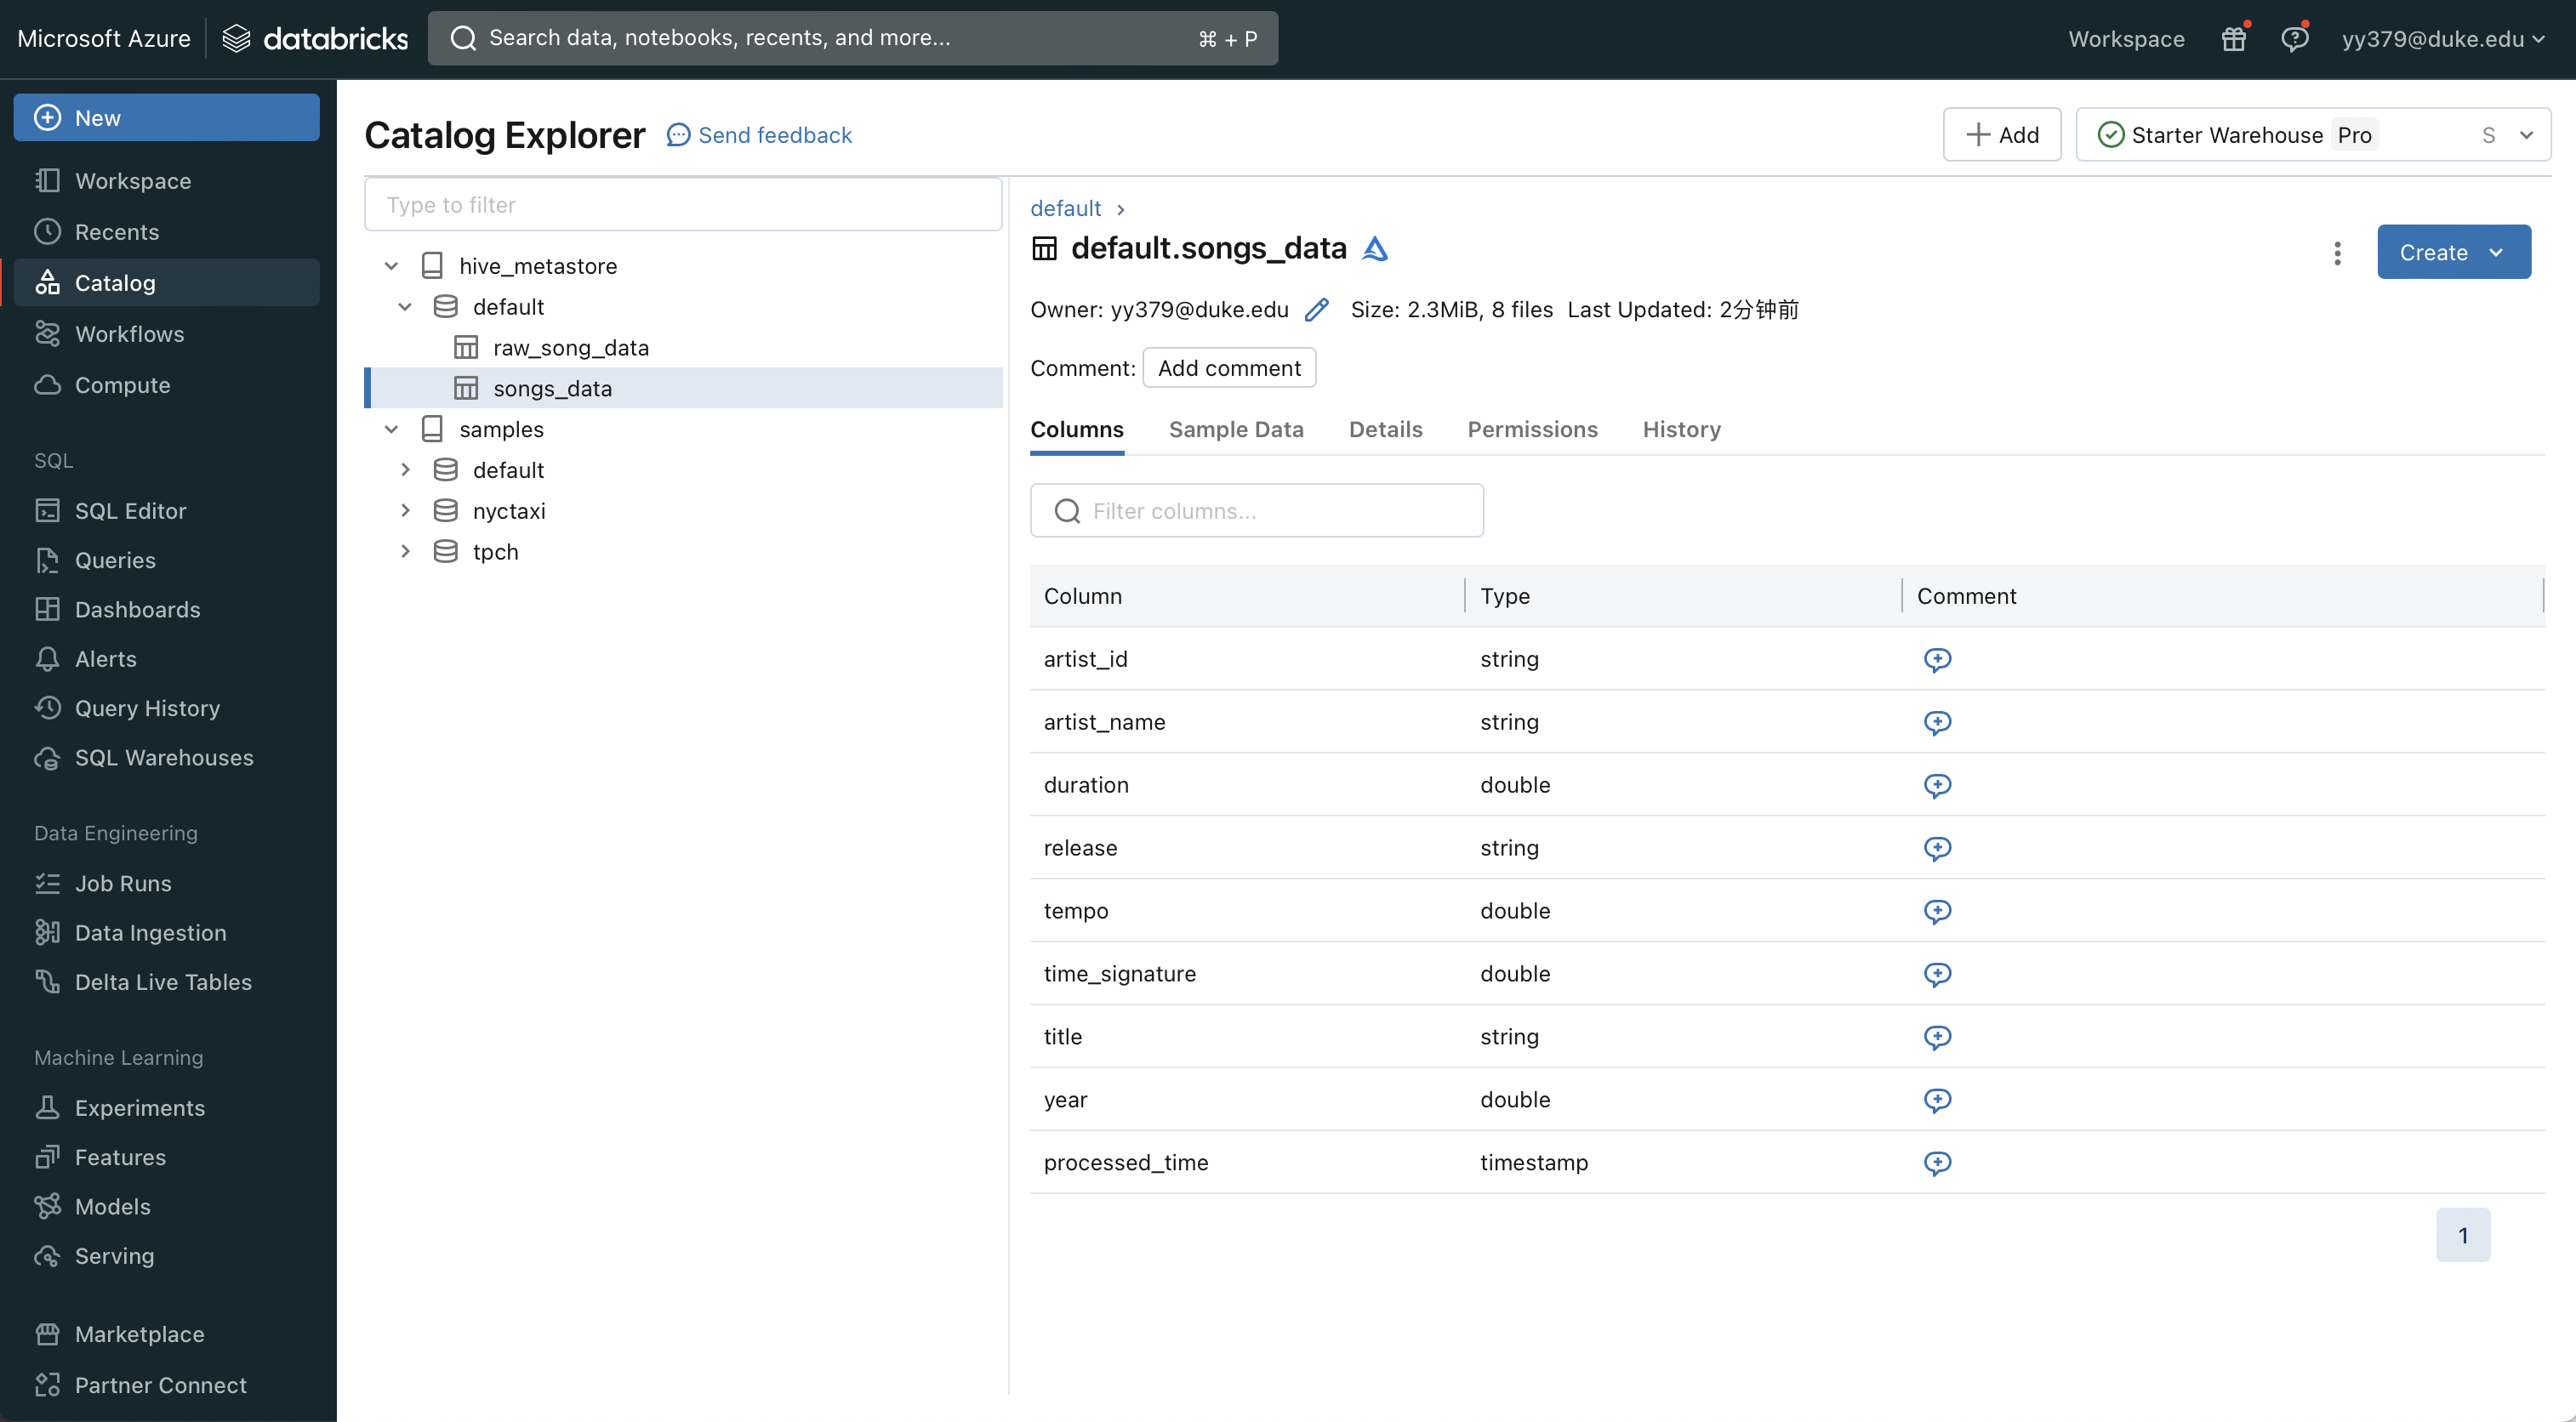 Microsoft Azure databricks Search data, notebooks, recents, and more... ⌘ + P Workspace yy379@duke.edu
New
Workspace
Recents
Catalog
Workflows
Compute
SQL
SQL Editor
Queries
Dashboards
Alerts
Query History
SQL Warehouses
Data Engineering
Job Runs
Data Ingestion
Delta Live Tables
Machine Learning
Experiments
Features
Models
Serving
Marketplace
Partner Connect
Catalog Explorer Send feedback + Add Starter Warehouse Pro S
Type to filter
hive_metastore
default
raw_song_data
songs_data
samples
default
nyctaxi
tpch
default ›
default.songs_data
Create
Owner: yy379@duke.edu Size: 2.3MiB, 8 files Last Updated: 2分钟前
Comment: Add comment
Columns Sample Data Details Permissions History
Filter columns...
Column Type Comment
artist_id string
artist_name string
duration double
release string
tempo double
time_signature double
title string
year double
processed_time timestamp
1